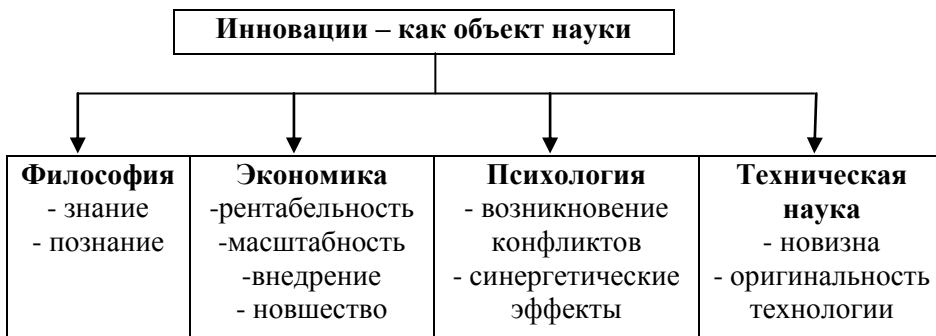 Инновации – как объект науки
Философия
- знание
- познание
Экономика
-рентабельность
-масштабность
-внедрение
- новшество
Психология
- возникновение
конфликтов
- синергетические
эффекты
Техническая
наука
- новизна
- оригинальность
технологии